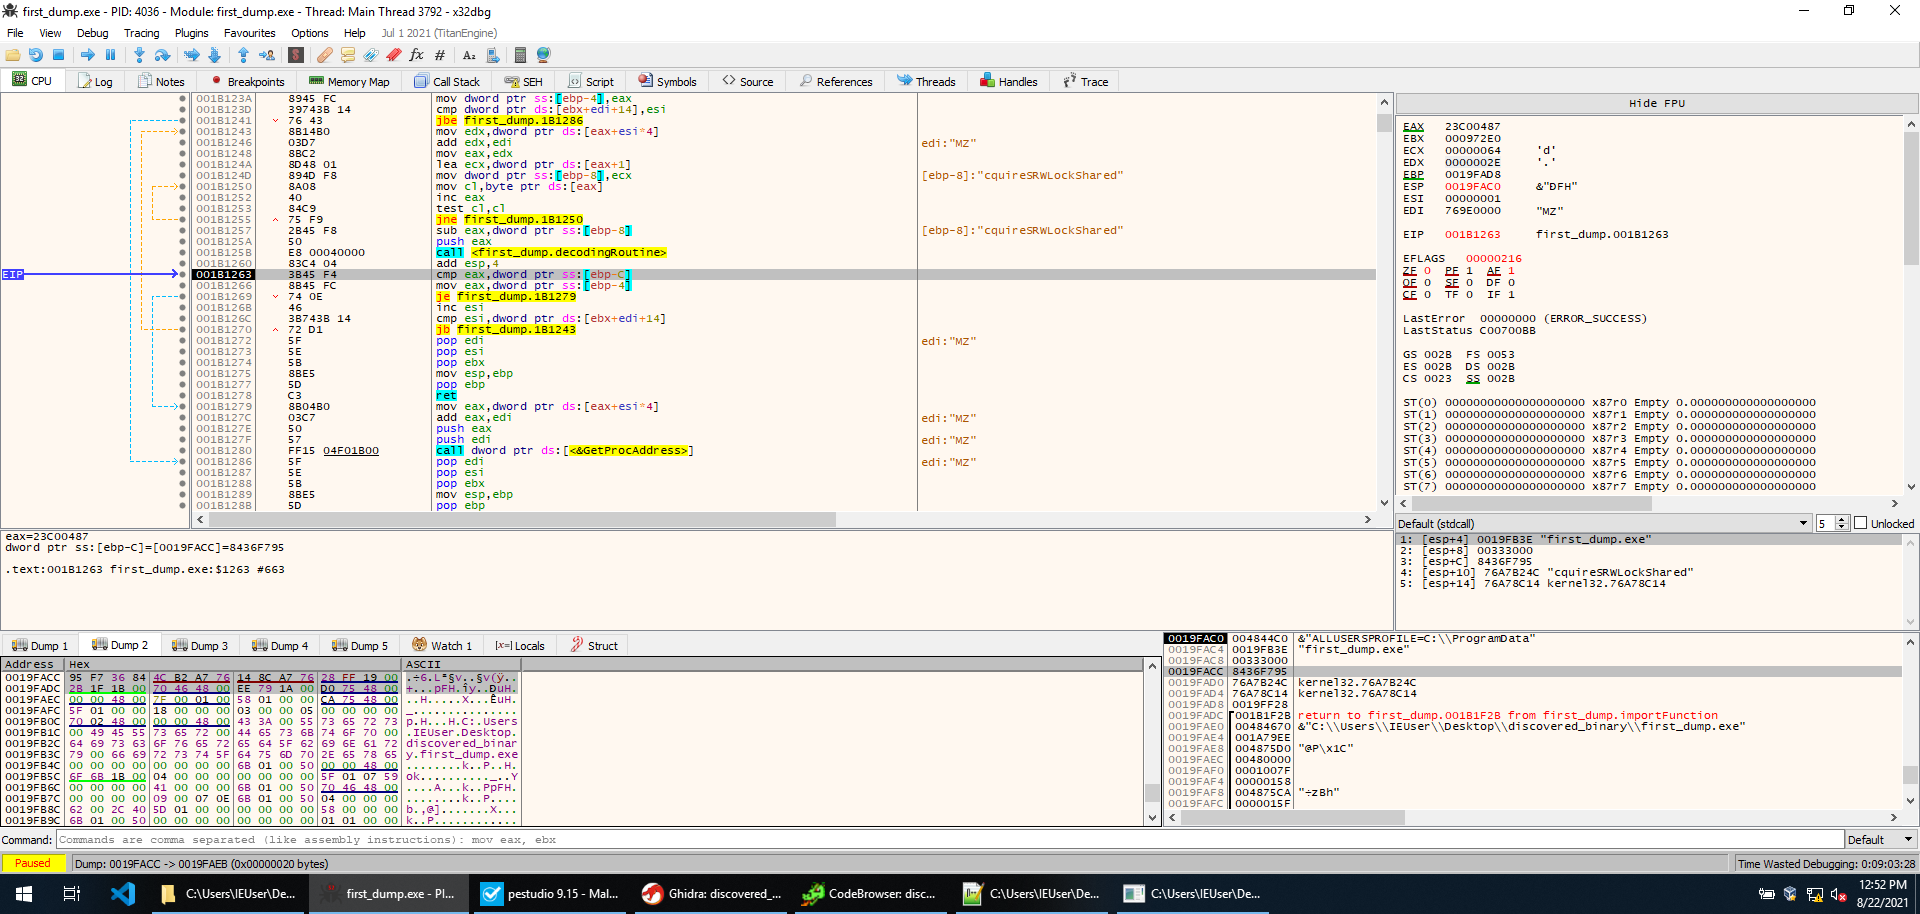 first_dump.exe - PID: 4036 - Module: first_dump.exe - Thread: Main Thread 3792 - x32dbg
File View Debug Tracing Plugins Favourites Options Help Jul 1 2021 (TitanEngine)
CPU Log Notes Breakpoints Memory Map Call Stack SEH Script Symbols Source References Threads Handles Trace
001B123A 8945 FC mov dword ptr ss:[ebp-4],eax
001B123D 39743B 14 cmp dword ptr ds:[ebx+edi+14],esi
001B1241 76 43 jbe first_dump.1B1286
001B1243 8B14B0 mov edx,dword ptr ds:[eax+esi*4]
001B1246 03D7 add edx,edi edi:"MZ"
001B1248 8BC2 mov eax,edx
001B124A 8D48 01 lea ecx,dword ptr ds:[eax+1]
001B124D 894D F8 mov dword ptr ss:[ebp-8],ecx [ebp-8]:"cquireSRWLockShared"
001B1250 8A08 mov cl,byte ptr ds:[eax]
001B1252 40 inc eax
001B1253 84C9 test cl,cl
001B1255 75 F9 jne first_dump.1B1250
001B1257 2B45 F8 sub eax,dword ptr ss:[ebp-8] [ebp-8]:"cquireSRWLockShared"
001B125A 50 push eax
001B125B E8 00040000 call <first_dump.decodingRoutine>
001B1260 83C4 04 add esp,4
EIP 001B1263 3B45 F4 cmp eax,dword ptr ss:[ebp-C]
001B1266 8B45 FC mov eax,dword ptr ss:[ebp-4]
001B1269 74 0E je first_dump.1B1279
001B126B 46 inc esi
001B126C 3B743B 14 cmp esi,dword ptr ds:[ebx+edi+14]
001B1270 72 D1 jb first_dump.1B1243
001B1272 5F pop edi edi:"MZ"
001B1273 5E pop esi
001B1274 5B pop ebx
001B1275 8BE5 mov esp,ebp
001B1277 5D pop ebp
001B1278 C3 ret
001B1279 8B04B0 mov eax,dword ptr ds:[eax+esi*4]
001B127C 03C7 add eax,edi edi:"MZ"
001B127E 50 push eax
001B127F 57 push edi edi:"MZ"
001B1280 FF15 04F01B00 call dword ptr ds:[<&GetProcAddress>]
001B1286 5F pop edi edi:"MZ"
001B1287 5E pop esi
001B1288 5B pop ebx
001B1289 8BE5 mov esp,ebp
001B128B 5D pop ebp
Hide FPU
EAX 23C00487
EBX 000972E0
ECX 00000064 'd'
EDX 0000002E '.'
EBP 0019FAD8
ESP 0019FAC0 &"DFH"
ESI 00000001
EDI 769E0000 "MZ"
EIP 001B1263 first_dump.001B1263
EFLAGS 00000216
ZF 0 PF 1 AF 1
OF 0 SF 0 DF 0
CF 0 TF 0 IF 1
LastError 00000000 (ERROR_SUCCESS)
LastStatus C00700BB
GS 002B FS 0053
ES 002B DS 002B
CS 0023 SS 002B
ST(0) 00000000000000000000 x87r0 Empty 0.000000000000000000
ST(1) 00000000000000000000 x87r1 Empty 0.000000000000000000
ST(2) 00000000000000000000 x87r2 Empty 0.000000000000000000
ST(3) 00000000000000000000 x87r3 Empty 0.000000000000000000
ST(4) 00000000000000000000 x87r4 Empty 0.000000000000000000
ST(5) 00000000000000000000 x87r5 Empty 0.000000000000000000
ST(6) 00000000000000000000 x87r6 Empty 0.000000000000000000
ST(7) 00000000000000000000 x87r7 Empty 0.000000000000000000
Default (stdcall) 5 Unlocked
1: [esp+4] 0019FB3E "first_dump.exe"
2: [esp+8] 00333000
3: [esp+C] 8436F795
4: [esp+10] 76A7B24C "cquireSRWLockShared"
5: [esp+14] 76A78C14 kernel32.76A78C14
eax=23C00487
dword ptr ss:[ebp-C]=[0019FACC]=8436F795
.text:001B1263 first_dump.exe:$1263 #663
Dump 1 Dump 2 Dump 3 Dump 4 Dump 5 Watch 1 Locals Struct
Address Hex ASCII
0019FACC 95 F7 36 84 4C B2 A7 76 14 8C A7 76 28 FF 19 00 .÷6.L²§v..§v(ÿ..
0019FADC 2B 1F 1B 00 70 46 48 00 EE 79 1A 00 D0 75 48 00 +...pFH.îy..ÐuH.
0019FAEC 00 00 48 00 7F 00 01 00 58 01 00 00 CA 75 48 00 ..H.....X...ÊuH.
0019FAFC 5F 01 00 00 18 00 00 00 03 00 00 05 00 00 00 00 _...............
0019FB0C 70 02 48 00 00 00 48 00 43 3A 00 55 73 65 72 73 p.H...H.C:.Users
0019FB1C 00 49 45 55 73 65 72 00 44 65 73 6B 74 6F 70 00 .IEUser.Desktop.
0019FB2C 64 69 73 63 6F 76 65 72 65 64 5F 62 69 6E 61 72 discovered_binar
0019FB3C 79 00 66 69 72 73 74 5F 64 75 6D 70 2E 65 78 65 y.first_dump.exe
0019FB4C 00 00 00 00 00 00 00 00 6B 01 00 50 00 00 48 00 ........k..P..H.
0019FB5C 6F 6B 1B 00 04 00 00 00 00 00 00 00 5F 01 07 59 ok.........._..Y
0019FB6C 00 00 00 00 41 00 00 00 6B 01 00 50 70 46 48 00 ....A...k..PpFH.
0019FB7C 00 00 00 00 09 00 07 0E 6B 01 00 50 04 00 00 00 ........k..P....
0019FB8C 62 00 2C 40 5D 01 00 00 00 00 00 00 58 00 00 00 b.,@].......X...
0019FB9C 6B 01 00 50 00 00 00 00 00 00 00 00 01 01 00 00 k..P............
0019FAC0 004844C0 &"ALLUSERSPROFILE=C:\\ProgramData"
0019FAC4 0019FB3E "first_dump.exe"
0019FAC8 00333000
0019FACC 8436F795
0019FAD0 76A7B24C kernel32.76A7B24C
0019FAD4 76A78C14 kernel32.76A78C14
0019FAD8 0019FF28
0019FADC 001B1F2B return to first_dump.001B1F2B from first_dump.importFunction
0019FAE0 00484670 &"C:\\Users\\IEUser\\Desktop\\discovered_binary\\first_dump.exe"
0019FAE4 001A79EE
0019FAE8 004875D0 "@P\x1C"
0019FAEC 00480000
0019FAF0 0001007F
0019FAF4 00000158
0019FAF8 004875CA "÷zBh"
0019FAFC 0000015F
Command: Commands are comma separated (like assembly instructions): mov eax, ebx Default
Paused Dump: 0019FACC -> 0019FAEB (0x00000020 bytes) Time Wasted Debugging: 0:09:03:28
C:\Users\IEUser\De... first_dump.exe - PI... pestudio 9.15 - Mal... Ghidra: discovered_... CodeBrowser: disc... C:\Users\IEUser\De... C:\Users\IEUser\De...
12:52 PM
8/22/2021